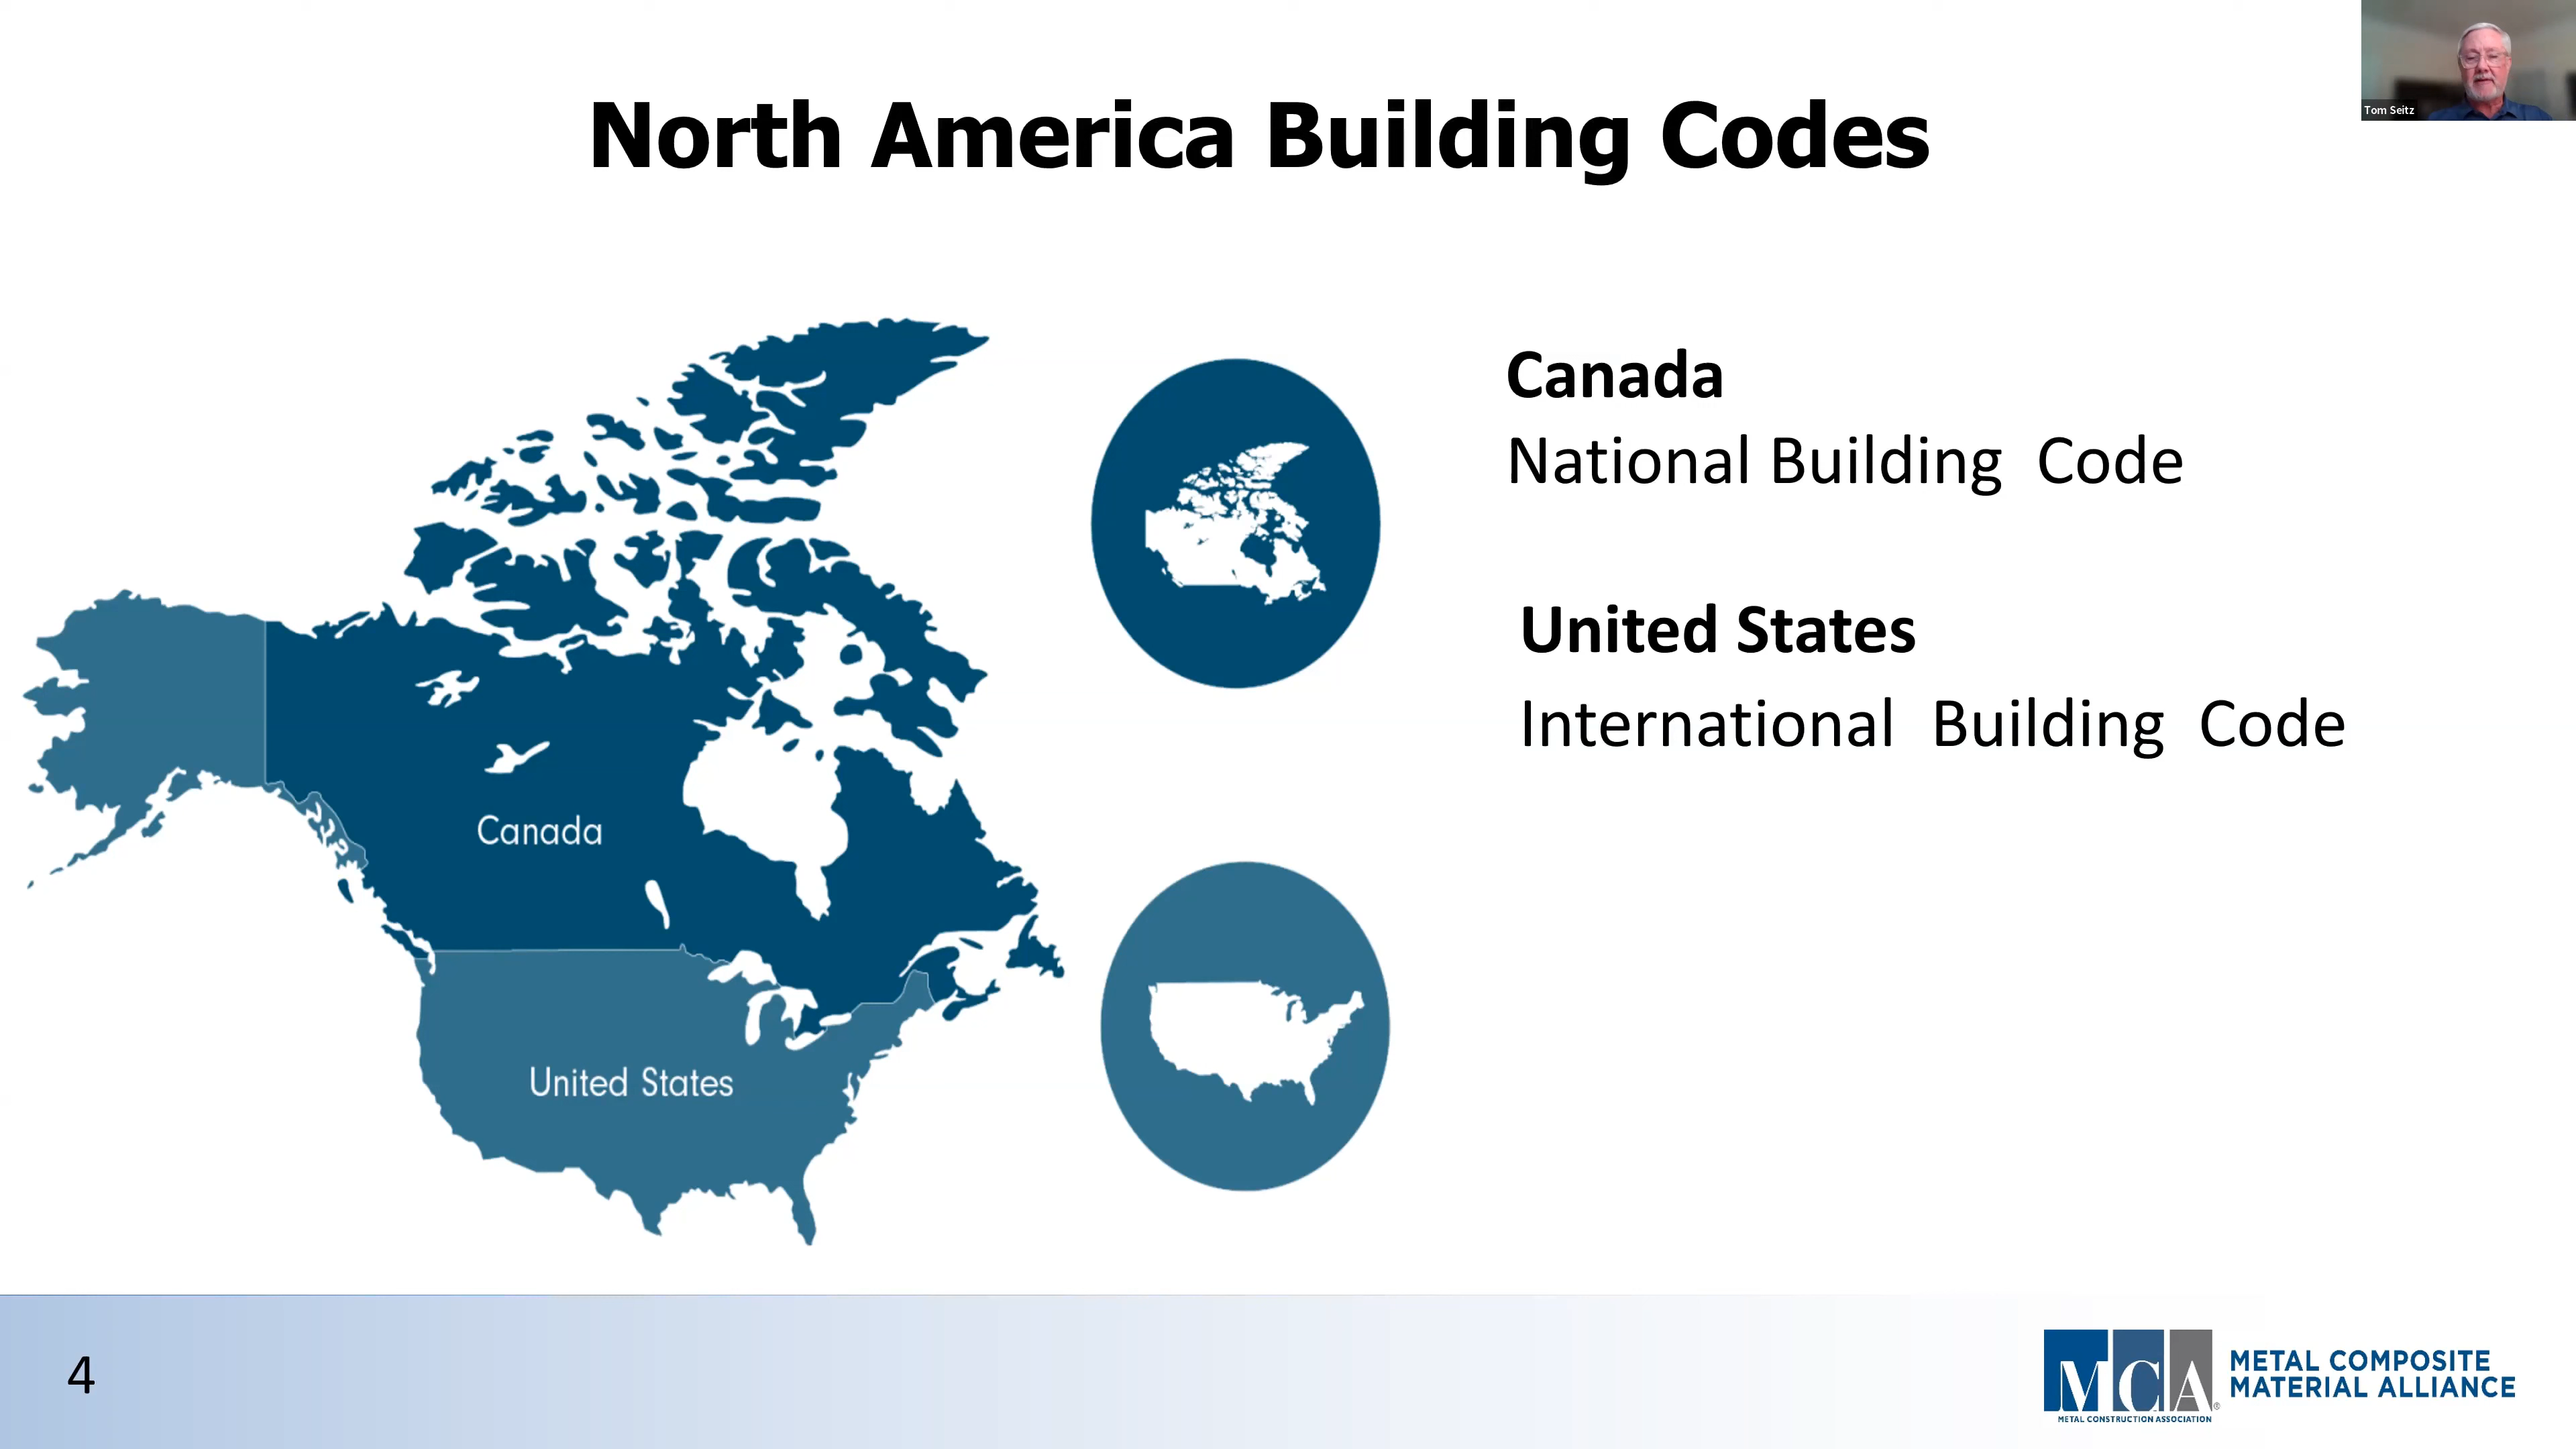 Tom Seitz
North America Building Codes
Canada
National Building Code
United States
International Building Code
Canada
United States
4
MCA®
METAL CONSTRUCTION ASSOCIATION
METAL COMPOSITE
MATERIAL ALLIANCE